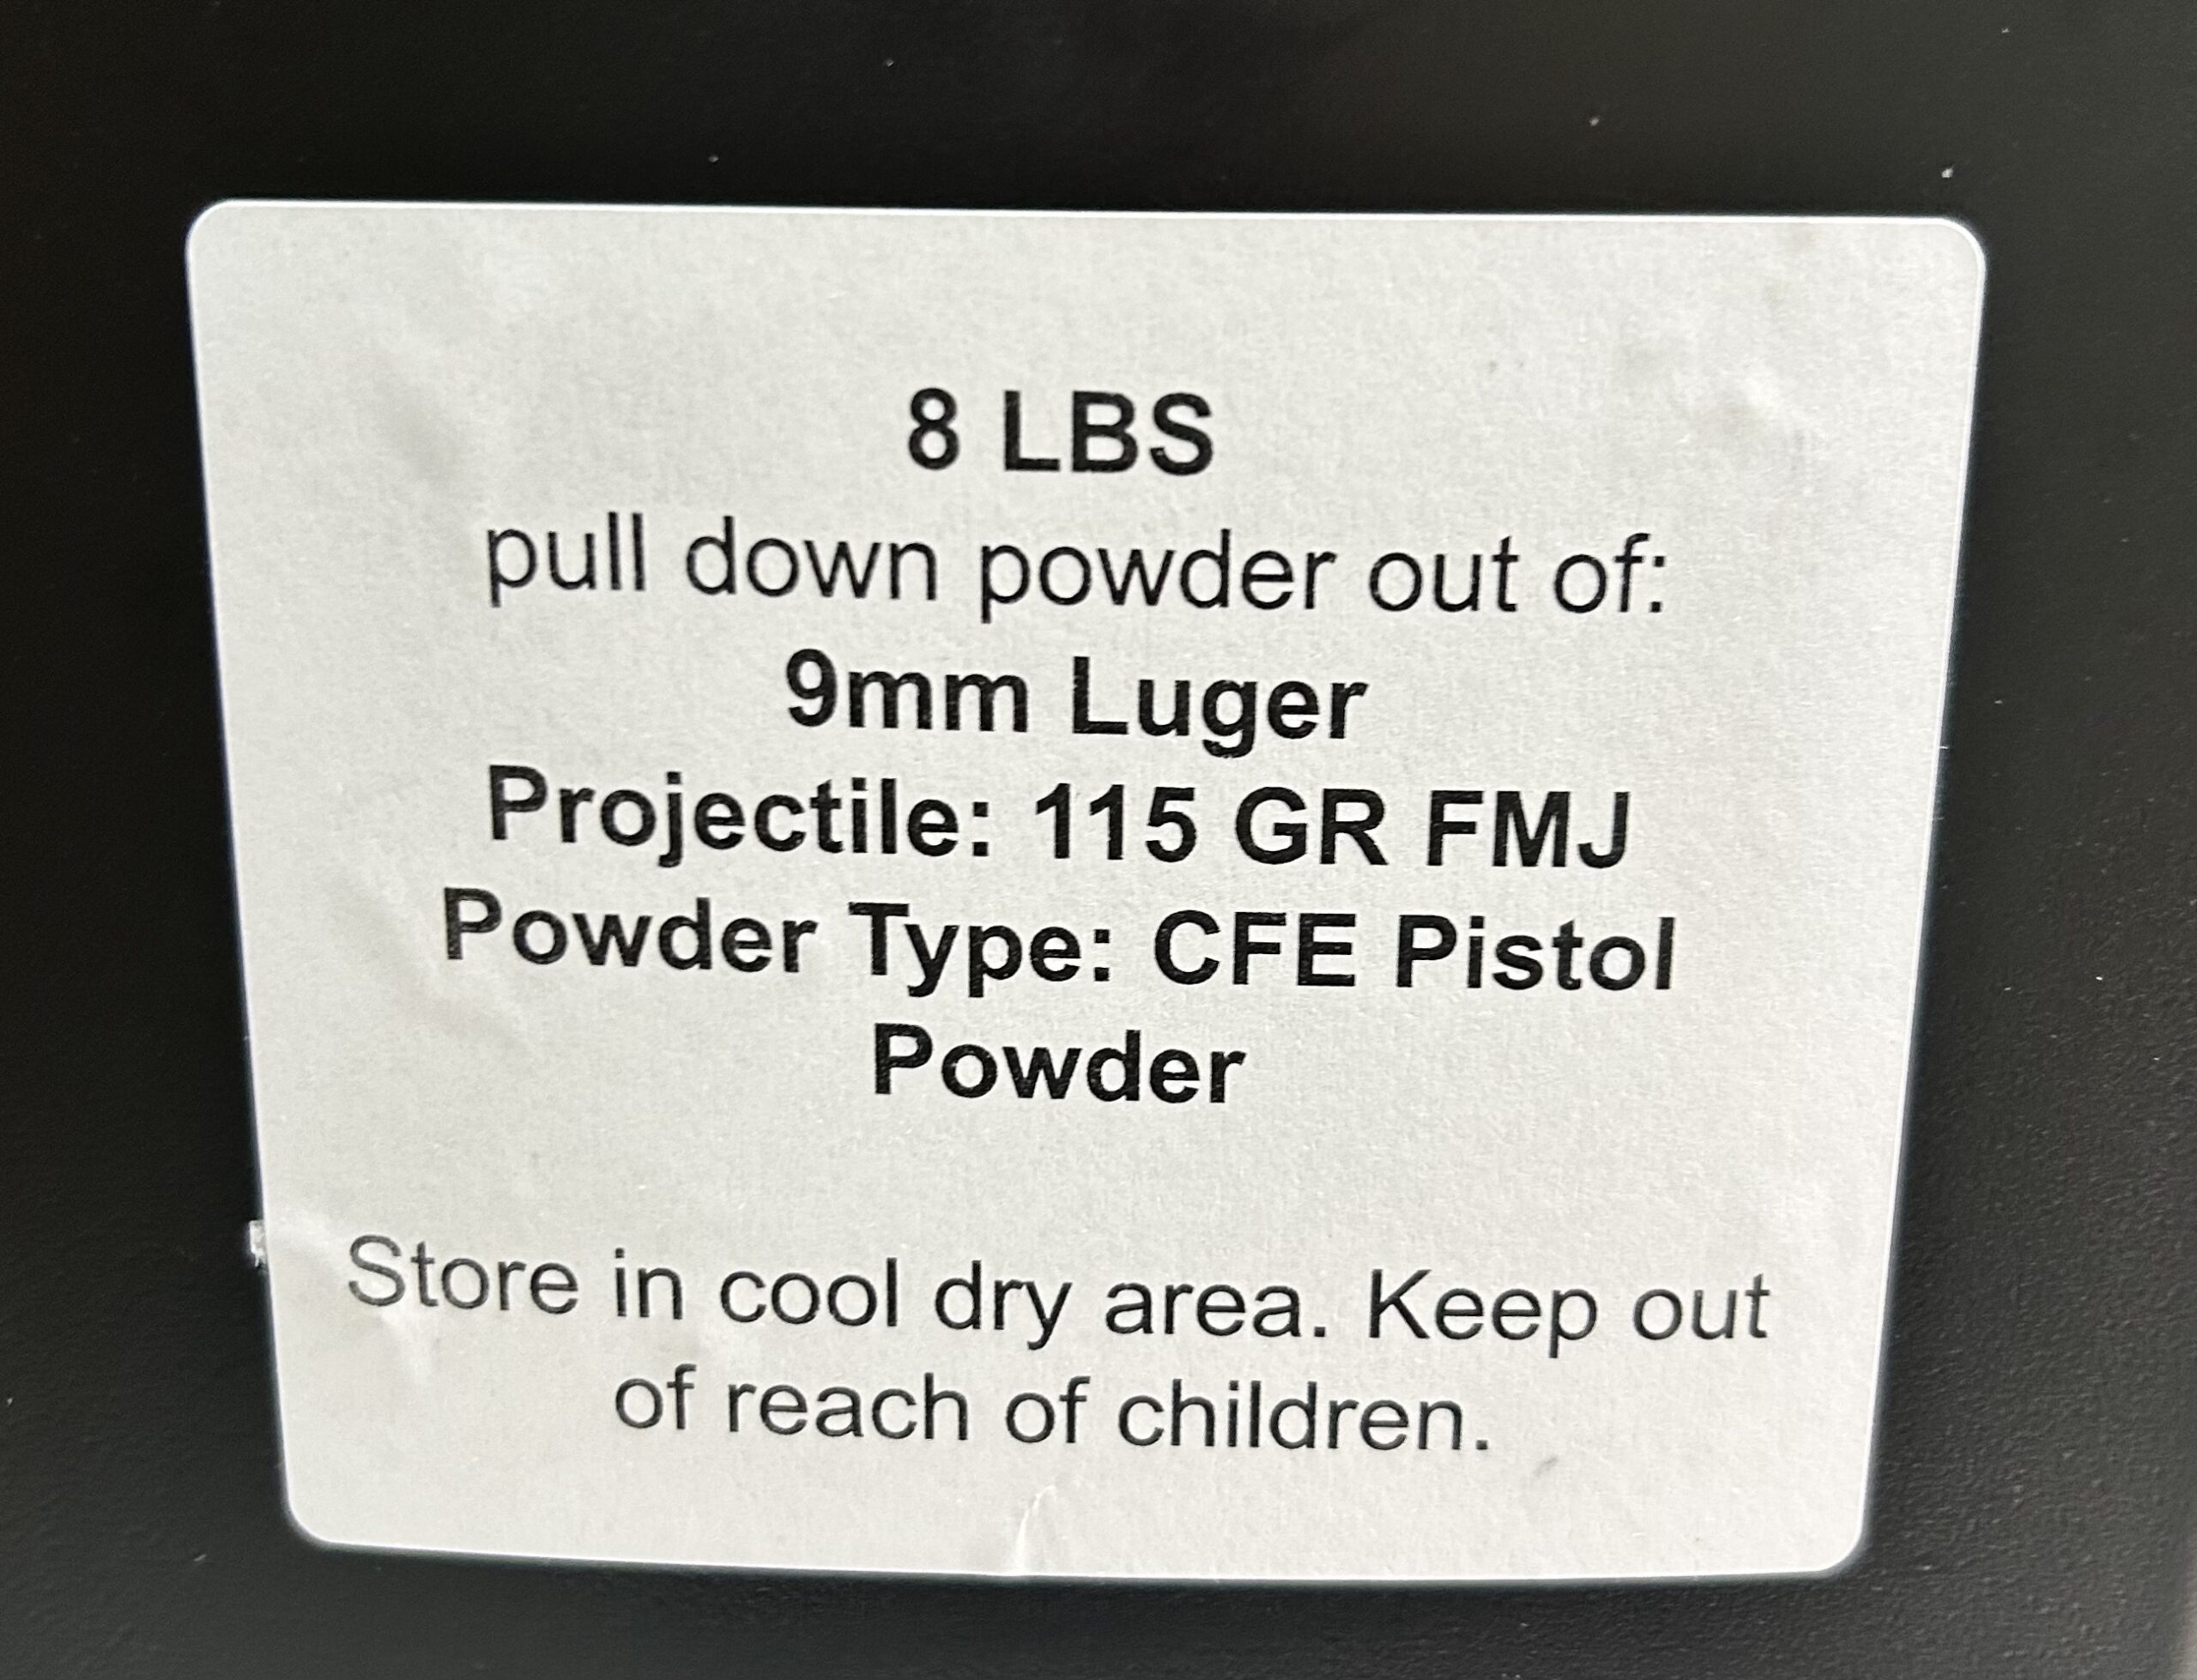 8 LBS
pull down powder out of:
9mm Luger
Projectile: 115 GR FMJ
Powder Type: CFE Pistol
Powder
Store in cool dry area. Keep out
of reach of children.